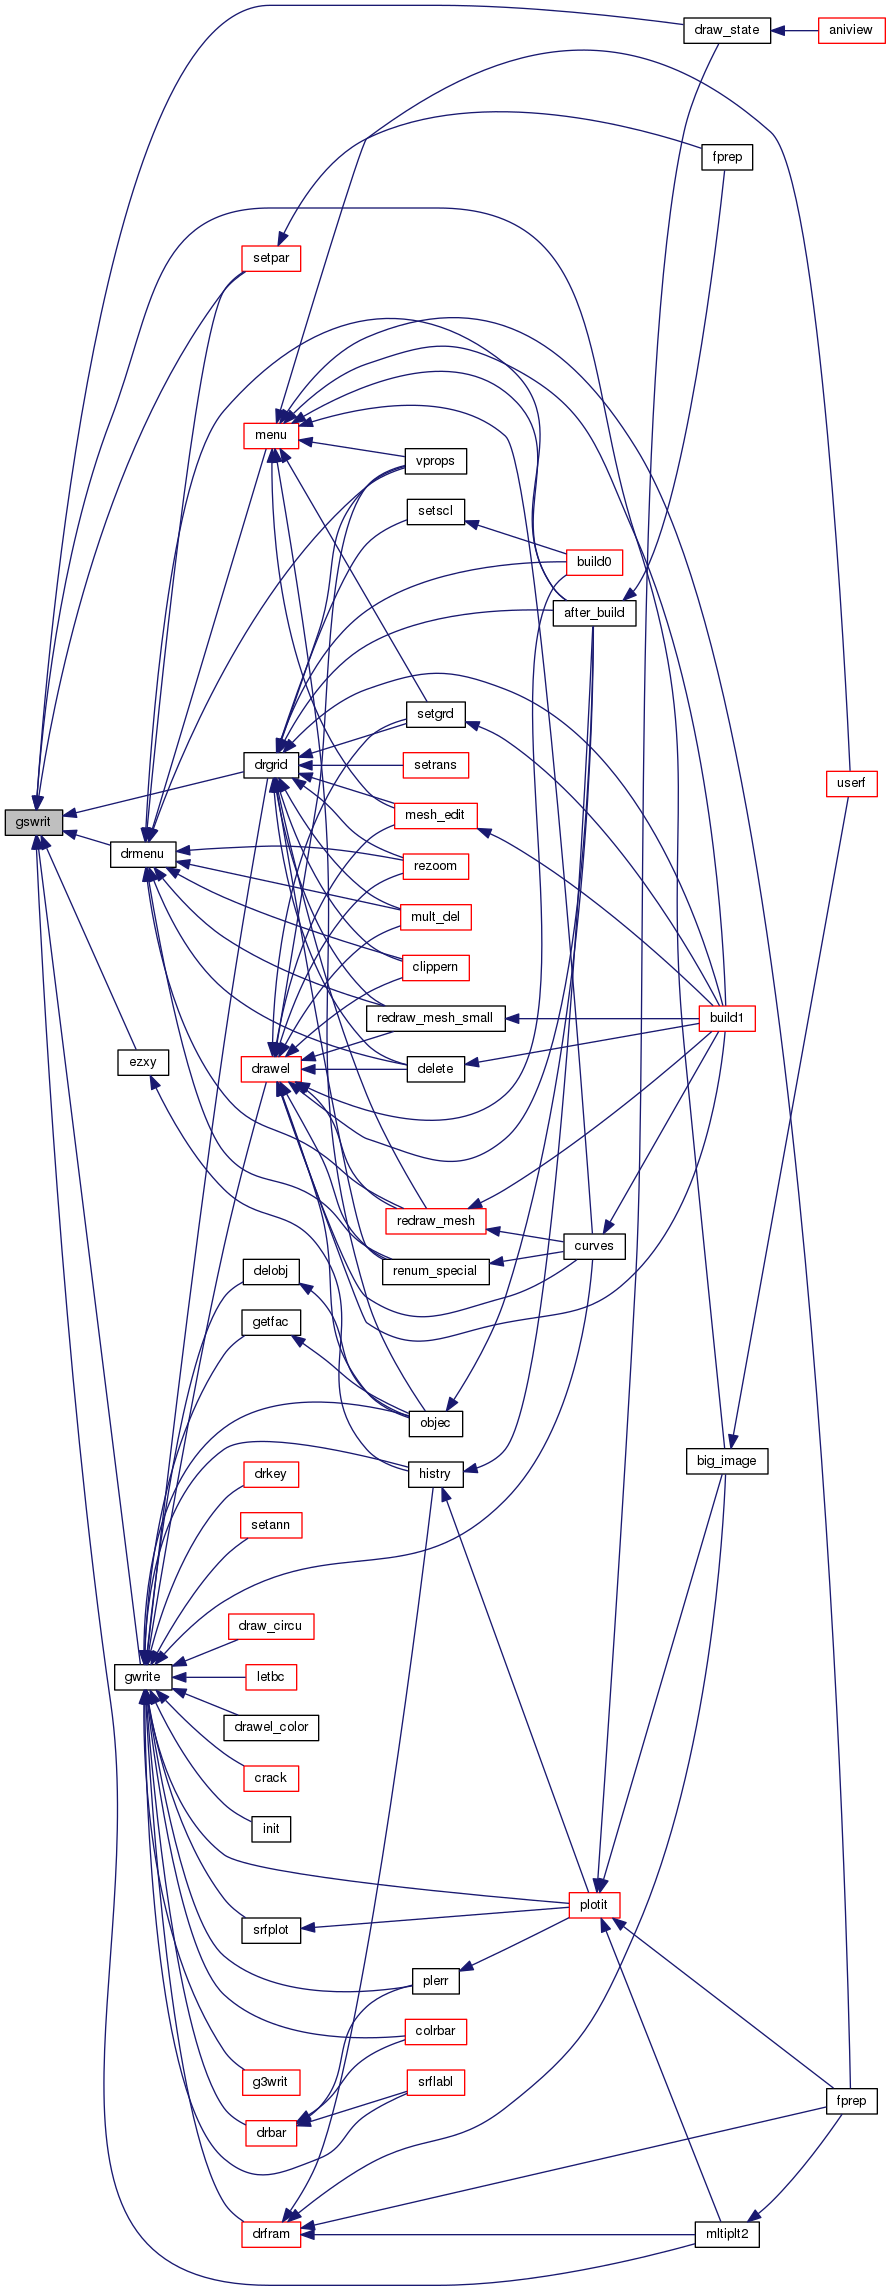 draw_state
aniview
fprep
setpar
menu
vprops
setscl
build0
after_build
setgrd
drgrid
setrans
userf
mesh_edit
gswrit
drmenu
rezoom
mult_del
clippern
redraw_mesh_small
build1
ezxy
drawel
delete
redraw_mesh
curves
delobj
renum_special
getfac
objec
big_image
drkey
histry
setann
draw_circu
gwrite
letbc
drawel_color
crack
init
plotit
srfplot
plerr
colrbar
g3writ
srflabl
fprep
drbar
drfram
mltiplt2